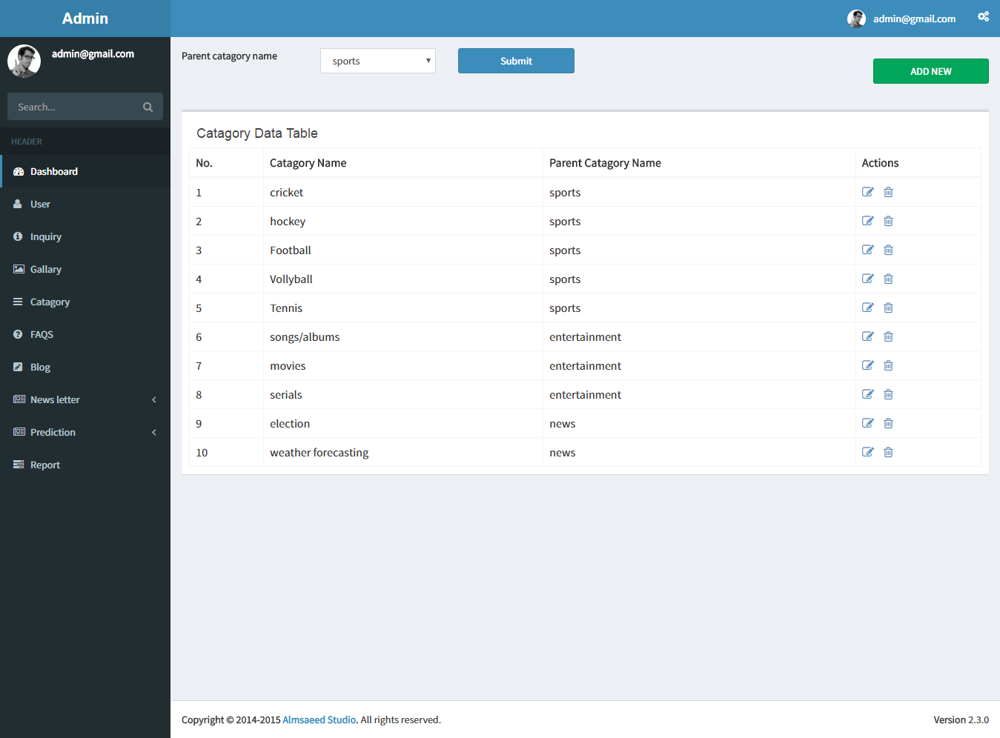 Admin
admin@gmail.com
admin@gmail.com
Search...
HEADER
Dashboard
User
Inquiry
Gallary
Catagory
FAQS
Blog
News letter
Prediction
Report
Parent catagory name
sports
Submit
ADD NEW
Catagory Data Table
No. Catagory Name Parent Catagory Name Actions
1 cricket sports
2 hockey sports
3 Football sports
4 Vollyball sports
5 Tennis sports
6 songs/albums entertainment
7 movies entertainment
8 serials entertainment
9 election news
10 weather forecasting news
Copyright © 2014-2015 Almsaeed Studio. All rights reserved.
Version 2.3.0